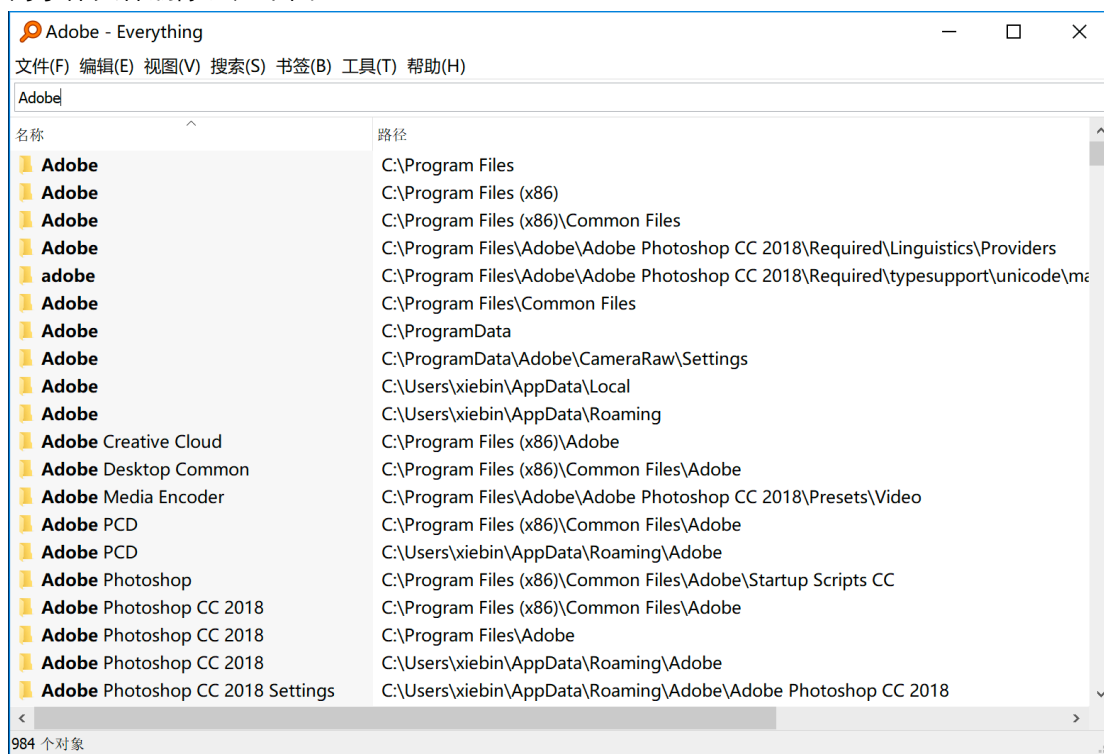 Adobe - Everything
文件(F) 编辑(E) 视图(V) 搜索(S) 书签(B) 工具(T) 帮助(H)
Adobe
名称 路径
Adobe C:\Program Files
Adobe C:\Program Files (x86)
Adobe C:\Program Files (x86)\Common Files
Adobe C:\Program Files\Adobe\Adobe Photoshop CC 2018\Required\Linguistics\Providers
adobe C:\Program Files\Adobe\Adobe Photoshop CC 2018\Required\typesupport\unicode\ma
Adobe C:\Program Files\Common Files
Adobe C:\ProgramData
Adobe C:\ProgramData\Adobe\CameraRaw\Settings
Adobe C:\Users\xiebin\AppData\Local
Adobe C:\Users\xiebin\AppData\Roaming
Adobe Creative Cloud C:\Program Files (x86)\Adobe
Adobe Desktop Common C:\Program Files (x86)\Common Files\Adobe
Adobe Media Encoder C:\Program Files\Adobe\Adobe Photoshop CC 2018\Presets\Video
Adobe PCD C:\Program Files (x86)\Common Files\Adobe
Adobe PCD C:\Users\xiebin\AppData\Roaming\Adobe
Adobe Photoshop C:\Program Files (x86)\Common Files\Adobe\Startup Scripts CC
Adobe Photoshop CC 2018 C:\Program Files (x86)\Common Files\Adobe
Adobe Photoshop CC 2018 C:\Program Files\Adobe
Adobe Photoshop CC 2018 C:\Users\xiebin\AppData\Roaming\Adobe
Adobe Photoshop CC 2018 Settings C:\Users\xiebin\AppData\Roaming\Adobe\Adobe Photoshop CC 2018
984 个对象